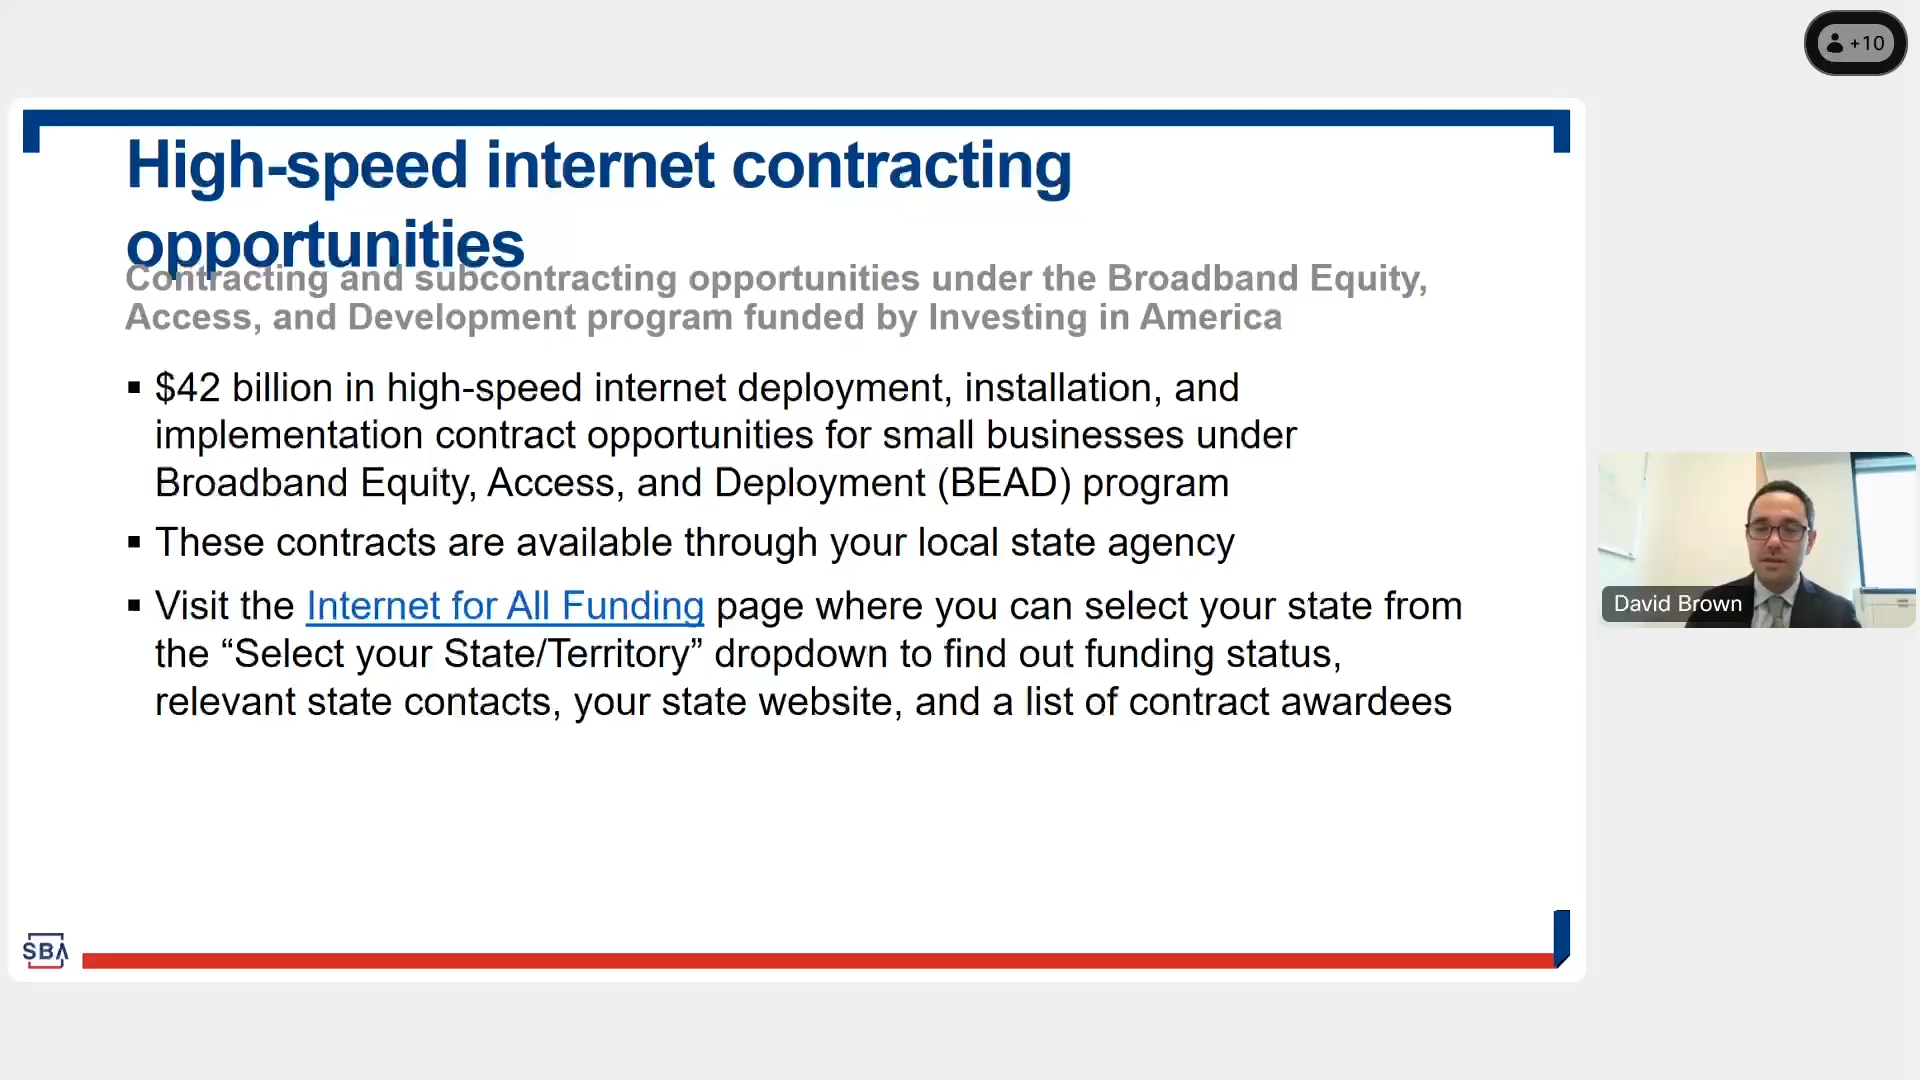 +10
High-speed internet contracting
opportunities
Contracting and subcontracting opportunities under the Broadband Equity,
Access, and Development program funded by Investing in America
▪ $42 billion in high-speed internet deployment, installation, and
implementation contract opportunities for small businesses under
Broadband Equity, Access, and Deployment (BEAD) program
▪ These contracts are available through your local state agency
▪ Visit the Internet for All Funding page where you can select your state from
the “Select your State/Territory” dropdown to find out funding status,
relevant state contacts, your state website, and a list of contract awardees
David Brown
SBA